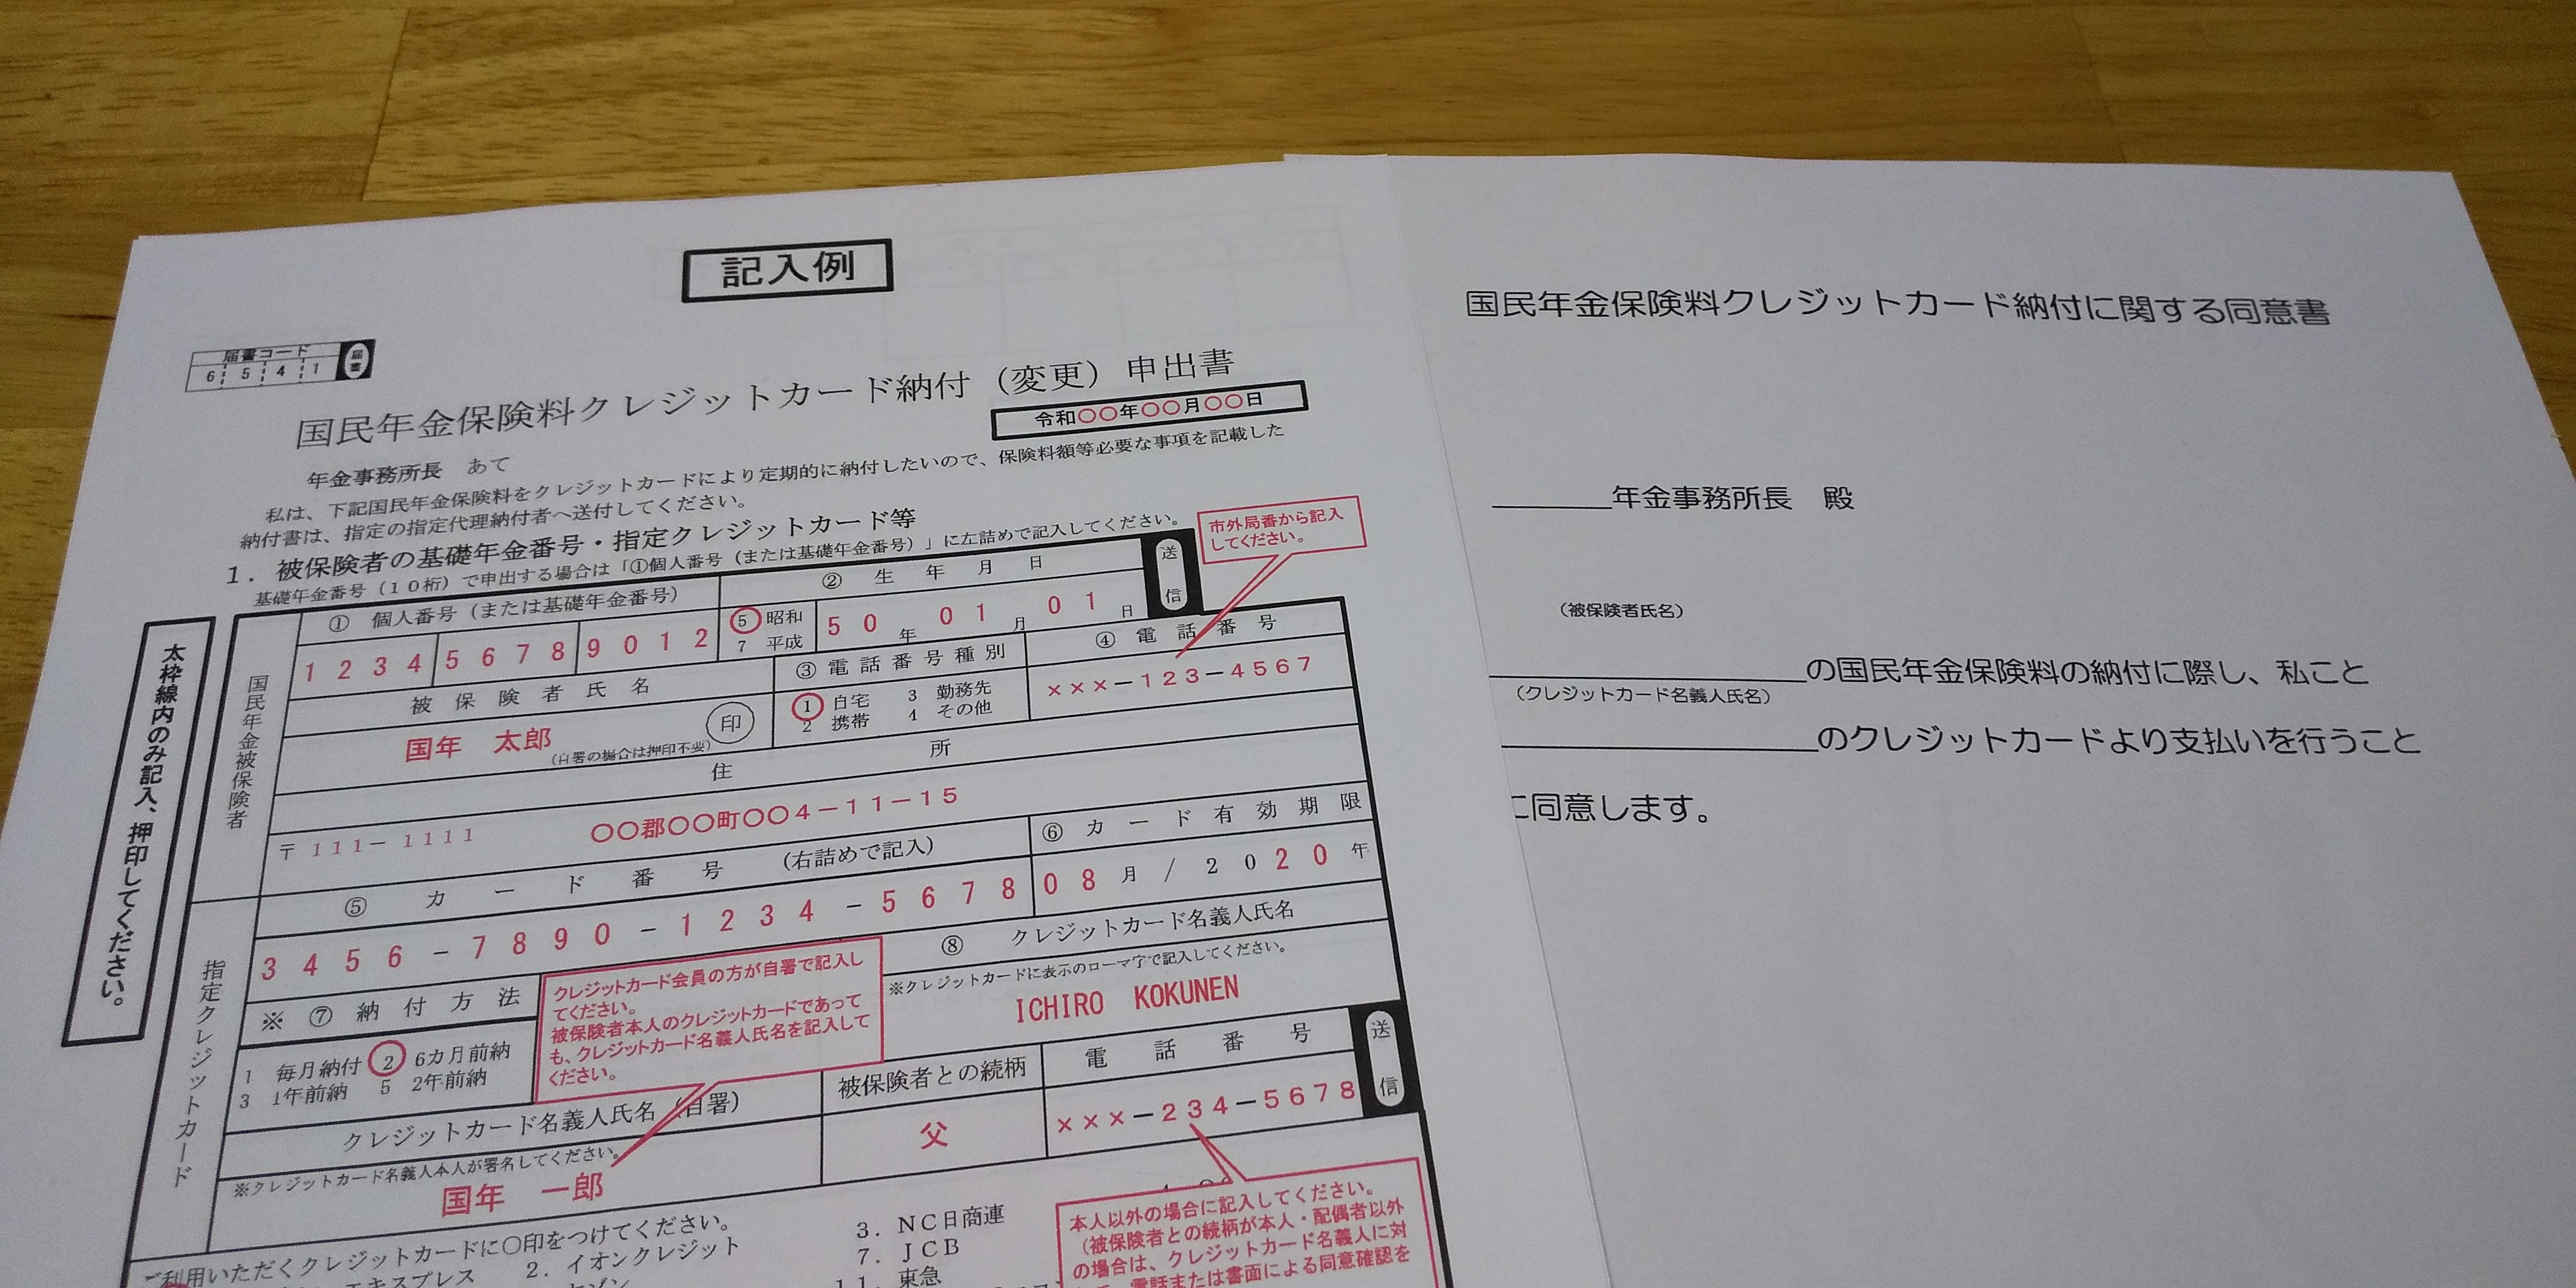 記入例
届書コード
6 5 4 1
届書
国民年金保険料クレジットカード納付（変更）申出書
令和〇〇年〇〇月〇〇日
年金事務所長　あて
私は、下記国民年金保険料をクレジットカードにより定期的に納付したいので、保険料額等必要な事項を記載した
納付書は、指定の指定代理納付者へ送付してください。
1．被保険者の基礎年金番号・指定クレジットカード等
基礎年金番号（10桁）で申出する場合は「①個人番号（または基礎年金番号）」に左詰めで記入してください。
市外局番から記入
してください。
太枠線内のみ記入、押印してください。
国民年金被保険者
① 個人番号（または基礎年金番号）
② 生年月日
送信
1 2 3 4 5 6 7 8 9 0 1 2
5 昭和
7 平成
50年01月01日
被保険者氏名
③電話番号種別
④電話番号
国年　太郎
印
（自署の場合は押印不要）
1 自宅 3 勤務先
2 携帯 4 その他
×××－123－4567
住所
〒111－1111
〇〇郡〇〇町〇〇4－11－15
指定クレジットカード
⑤ カード番号　（右詰めで記入）
⑥ カード有効期限
3456－7890－1234－5678
08月/2020年
※⑦納付方法
クレジットカード会員の方が自署で記入し
てください。
被保険者本人のクレジットカードであって
も、クレジットカード名義人氏名を記入して
ください。
⑧ クレジットカード名義人氏名
※クレジットカードに表示のローマ字で記入してください。
ICHIRO KOKUNEN
1 毎月納付 2 6カ月前納
3 1年前納 5 2年前納
クレジットカード名義人氏名（自署）
被保険者との続柄
電話番号
送信
※クレジットカード名義人本人が署名してください。
国年　一郎
父
×××－234－5678
本人以外の場合に記入してください。
（被保険者との続柄が本人・配偶者以外
の場合は、クレジットカード名義人に対
電話または書面による同意確認を
ご利用いただくクレジットカードに〇印をつけてください。
エキスプレス
2．イオンクレジット
3．NC日商連
7．JCB
11．東急
国民年金保険料クレジットカード納付に関する同意書
年金事務所長　殿
（被保険者氏名）
の国民年金保険料の納付に際し、私こと
（クレジットカード名義人氏名）
のクレジットカードより支払いを行うこと
に同意します。